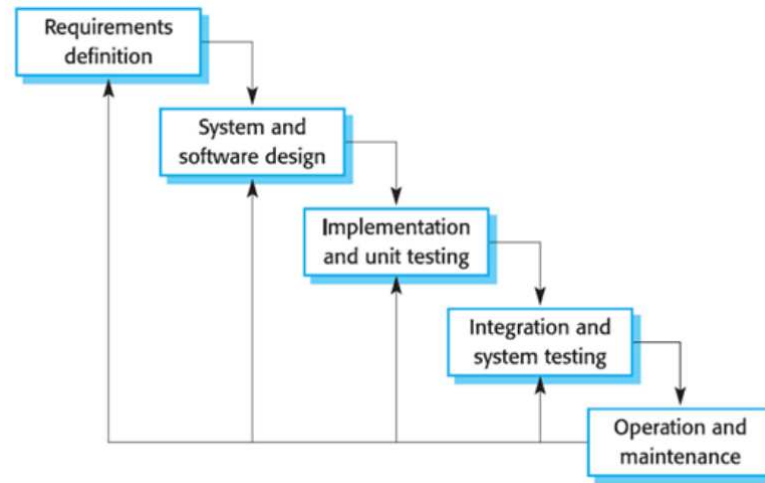 Requirements
definition
System and
software design
Implementation
and unit testing
Integration and
system testing
Operation and
maintenance